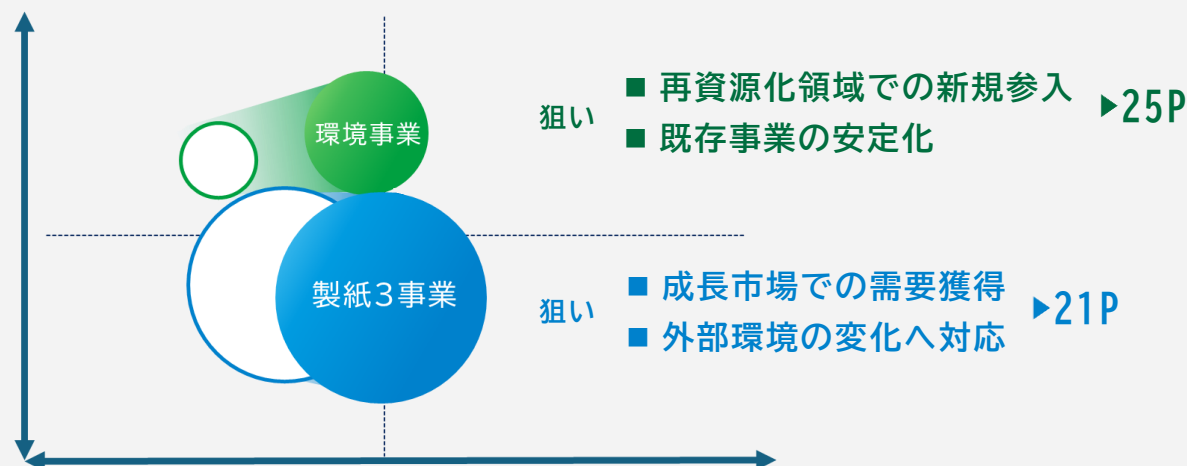 環境事業
狙い
■ 再資源化領域での新規参入
■ 既存事業の安定化
▶25P
製紙3事業
狙い
■ 成長市場での需要獲得
■ 外部環境の変化へ対応
▶21P